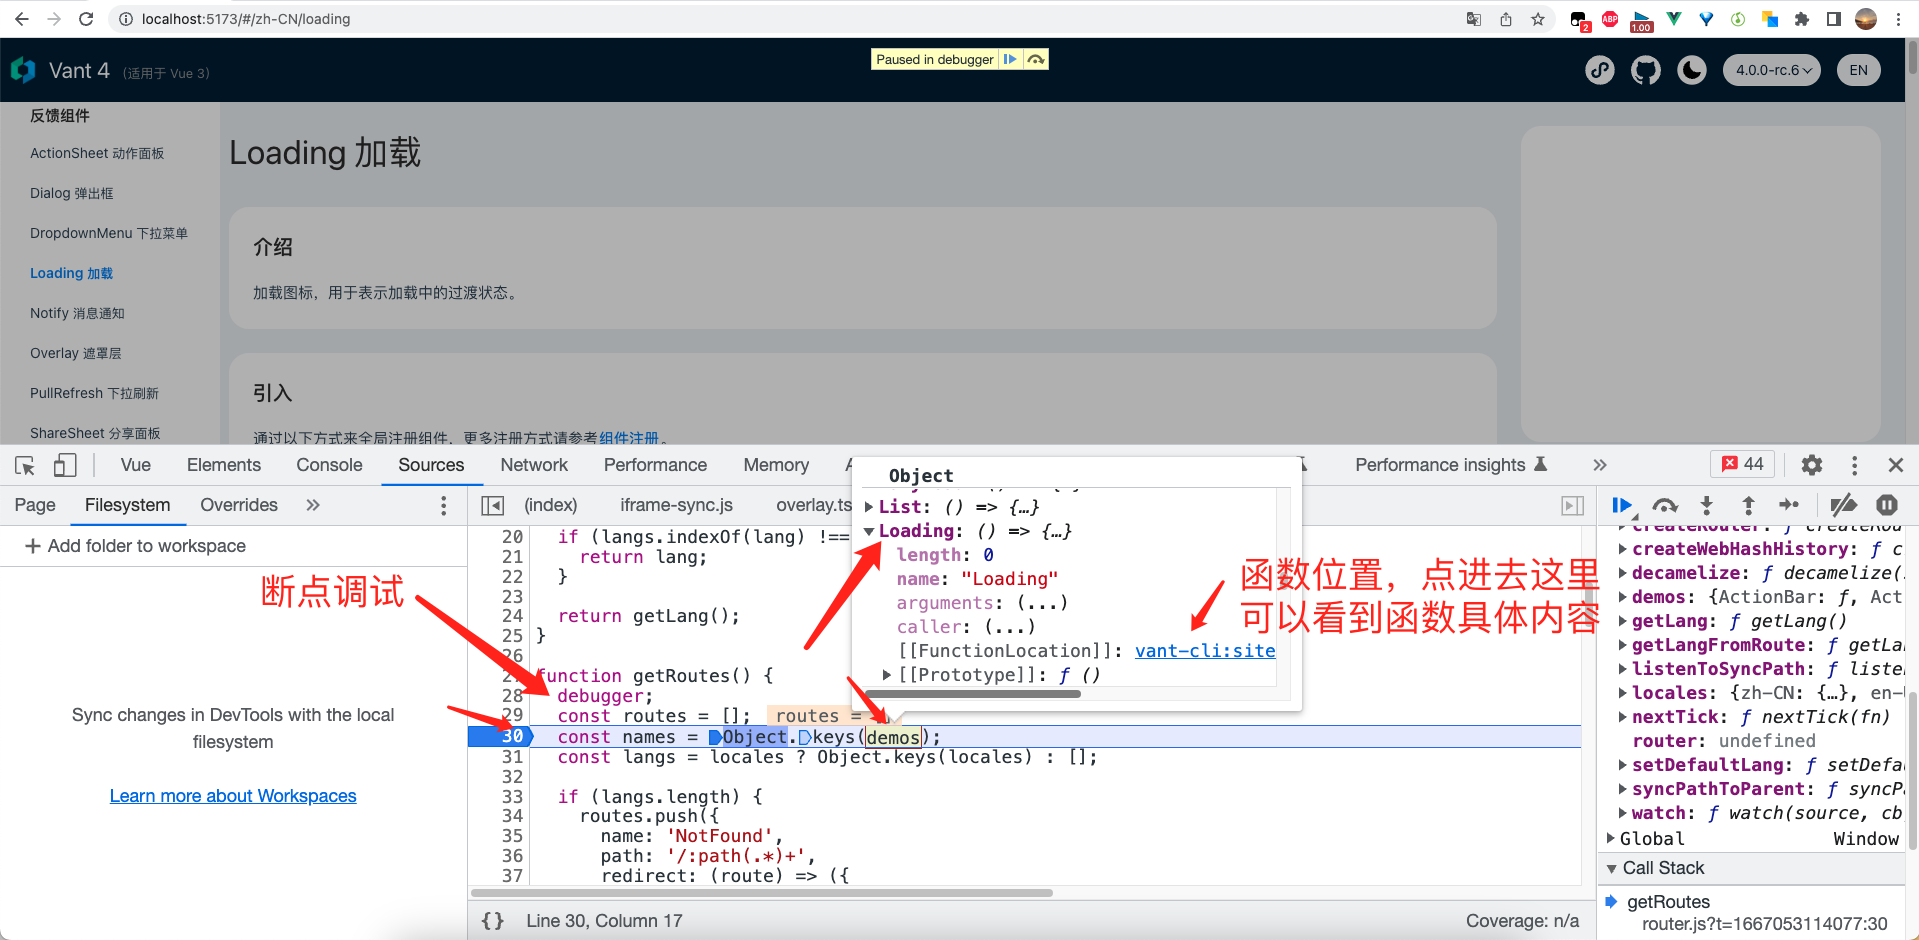 localhost:5173/#/zh-CN/loading
2
ABP
1.00
Vant 4
(适用于 Vue 3)
Paused in debugger
4.0.0-rc.6
EN
反馈组件
ActionSheet 动作面板
Dialog 弹出框
DropdownMenu 下拉菜单
Loading 加载
Notify 消息通知
Overlay 遮罩层
PullRefresh 下拉刷新
ShareSheet 分享面板
Loading 加载
介绍
加载图标，用于表示加载中的过渡状态。
引入
通过以下方式来全局注册组件，更多注册方式请参考组件注册。
Vue
Elements
Console
Sources
Network
Performance
Memory
Performance insights
44
Page
Filesystem
Overrides
(index)
iframe-sync.js
overlay.ts
+ Add folder to workspace
断点调试
Sync changes in DevTools with the local
filesystem
Learn more about Workspaces
20 if (langs.indexOf(lang) !==
21 return lang;
22 }
23
24 return getLang();
25 }
26
27 function getRoutes() {
28 debugger;
29 const routes = []; routes =
30 const names = Object.keys(demos);
31 const langs = locales ? Object.keys(locales) : [];
32
33 if (langs.length) {
34 routes.push({
35 name: 'NotFound',
36 path: '/:path(.*)+',
37 redirect: (route) => ({
Object
List: () => {…}
Loading: () => {…}
length: 0
name: "Loading"
arguments: (...)
caller: (...)
[[FunctionLocation]]: vant-cli:site
[[Prototype]]: ƒ ()
函数位置，点进去这里
可以看到函数具体内容
createRouter: ƒ createRou
createWebHashHistory: ƒ c
decamelize: ƒ decamelize(
demos: {ActionBar: ƒ, Act
getLang: ƒ getLang()
getLangFromRoute: ƒ getLa
listenToSyncPath: ƒ liste
locales: {zh-CN: {…}, en-
nextTick: ƒ nextTick(fn)
router: undefined
setDefaultLang: ƒ setDefa
syncPathToParent: ƒ syncP
watch: ƒ watch(source, cb
Global
Window
Call Stack
getRoutes
router.js?t=1667053114077:30
{} Line 30, Column 17
Coverage: n/a